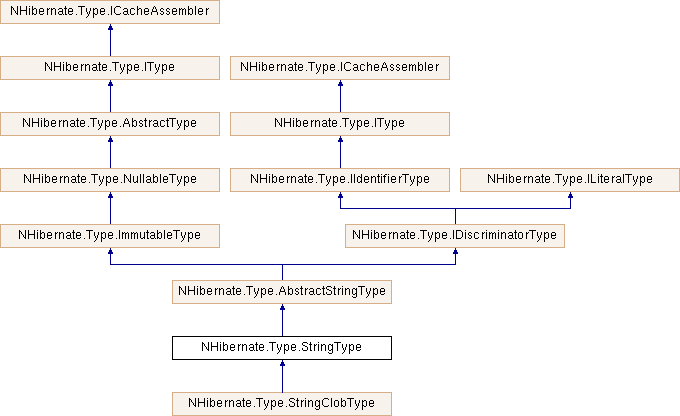 NHibernate.Type.ICacheAssembler
NHibernate.Type.IType
NHibernate.Type.ICacheAssembler
NHibernate.Type.AbstractType
NHibernate.Type.IType
NHibernate.Type.NullableType
NHibernate.Type.IIdentifierType
NHibernate.Type.ILiteralType
NHibernate.Type.ImmutableType
NHibernate.Type.IDiscriminatorType
NHibernate.Type.AbstractStringType
NHibernate.Type.StringType
NHibernate.Type.StringClobType